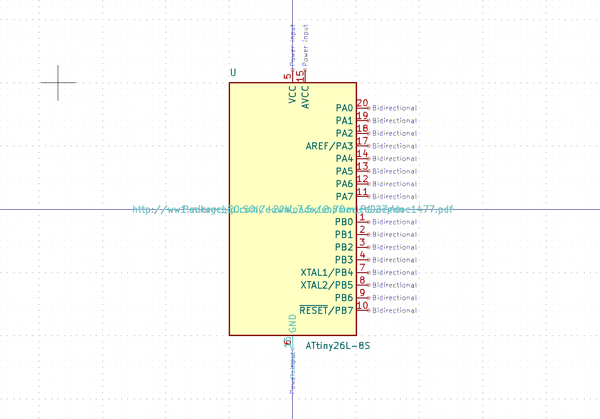 Power input
Power input
U
5
15
VCC
AVCC
PA0 20 Bidirectional
PA1 19 Bidirectional
PA2 18 Bidirectional
AREF/PA3 17 Bidirectional
PA4 14 Bidirectional
PA5 13 Bidirectional
PA6 12 Bidirectional
PA7 11 Bidirectional
PB0 1 Bidirectional
PB1 2 Bidirectional
PB2 3 Bidirectional
PB3 4 Bidirectional
XTAL1/PB4 7 Bidirectional
XTAL2/PB5 8 Bidirectional
PB6 9 Bidirectional
RESET/PB7 10 Bidirectional
GND
ATtiny26L-8S